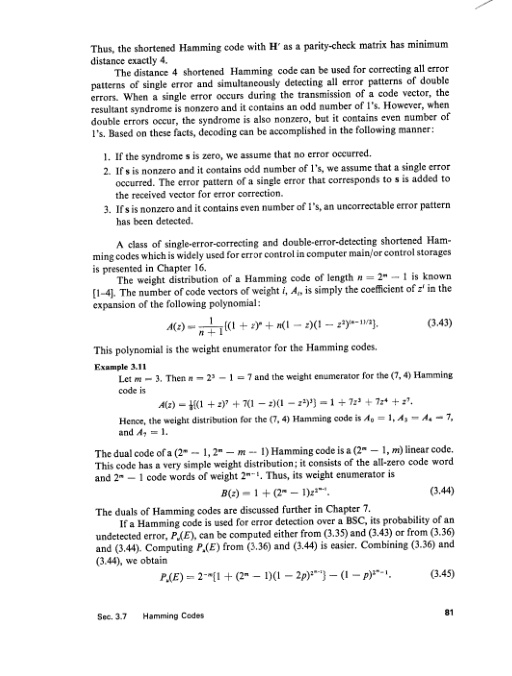 Thus, the shortened Hamming code with H′ as a parity-check matrix has minimum
distance exactly 4.
The distance 4 shortened Hamming code can be used for correcting all error
patterns of single error and simultaneously detecting all error patterns of double
errors. When a single error occurs during the transmission of a code vector, the
resultant syndrome is nonzero and it contains an odd number of 1's. However, when
double errors occur, the syndrome is also nonzero, but it contains even number of
1's. Based on these facts, decoding can be accomplished in the following manner:
1. If the syndrome s is zero, we assume that no error occurred.
2. If s is nonzero and it contains odd number of 1's, we assume that a single error
occurred. The error pattern of a single error that corresponds to s is added to
the received vector for error correction.
3. If s is nonzero and it contains even number of 1's, an uncorrectable error pattern
has been detected.
A class of single-error-correcting and double-error-detecting shortened Ham-
ming codes which is widely used for error control in computer main/or control storages
is presented in Chapter 16.
The weight distribution of a Hamming code of length n = 2^m − 1 is known
[1–4]. The number of code vectors of weight i, A_i, is simply the coefficient of z^i in the
expansion of the following polynomial:
A(z) = 1/(n + 1) {(1 + z)^n + n(1 − z)(1 − z²)^{(n−1)/2}}. (3.43)
This polynomial is the weight enumerator for the Hamming codes.
Example 3.11
Let m = 3. Then n = 2³ − 1 = 7 and the weight enumerator for the (7, 4) Hamming
code is
A(z) = ⅛{(1 + z)⁷ + 7(1 − z)(1 − z²)³} = 1 + 7z³ + 7z⁴ + z⁷.
Hence, the weight distribution for the (7, 4) Hamming code is A₀ = 1, A₃ = A₄ = 7,
and A₇ = 1.
The dual code of a (2^m − 1, 2^m − m − 1) Hamming code is a (2^m − 1, m) linear code.
This code has a very simple weight distribution; it consists of the all-zero code word
and 2^m − 1 code words of weight 2^{m−1}. Thus, its weight enumerator is
B(z) = 1 + (2^m − 1)z^{2^{m−1}}. (3.44)
The duals of Hamming codes are discussed further in Chapter 7.
If a Hamming code is used for error detection over a BSC, its probability of an
undetected error, P_u(E), can be computed either from (3.35) and (3.43) or from (3.36)
and (3.44). Computing P_u(E) from (3.36) and (3.44) is easier. Combining (3.36) and
(3.44), we obtain
P_u(E) = 2^{−m}{1 + (2^m − 1)(1 − 2p)^{2^{m−1}}} − (1 − p)^{2^m−1}. (3.45)
Sec. 3.7 Hamming Codes 81